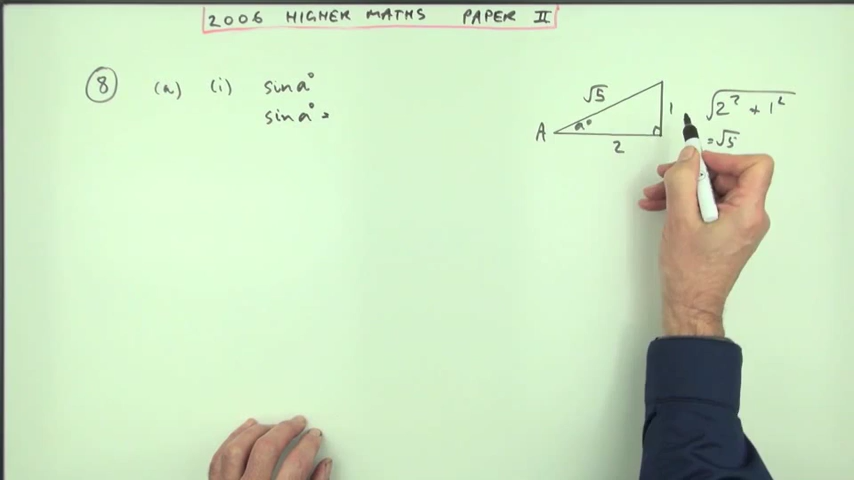 2006 HIGHER MATHS PAPER II
8 (a) (i) sin a°
sin a° =
√5
A a° 1
2
√2² + 1²
= √5